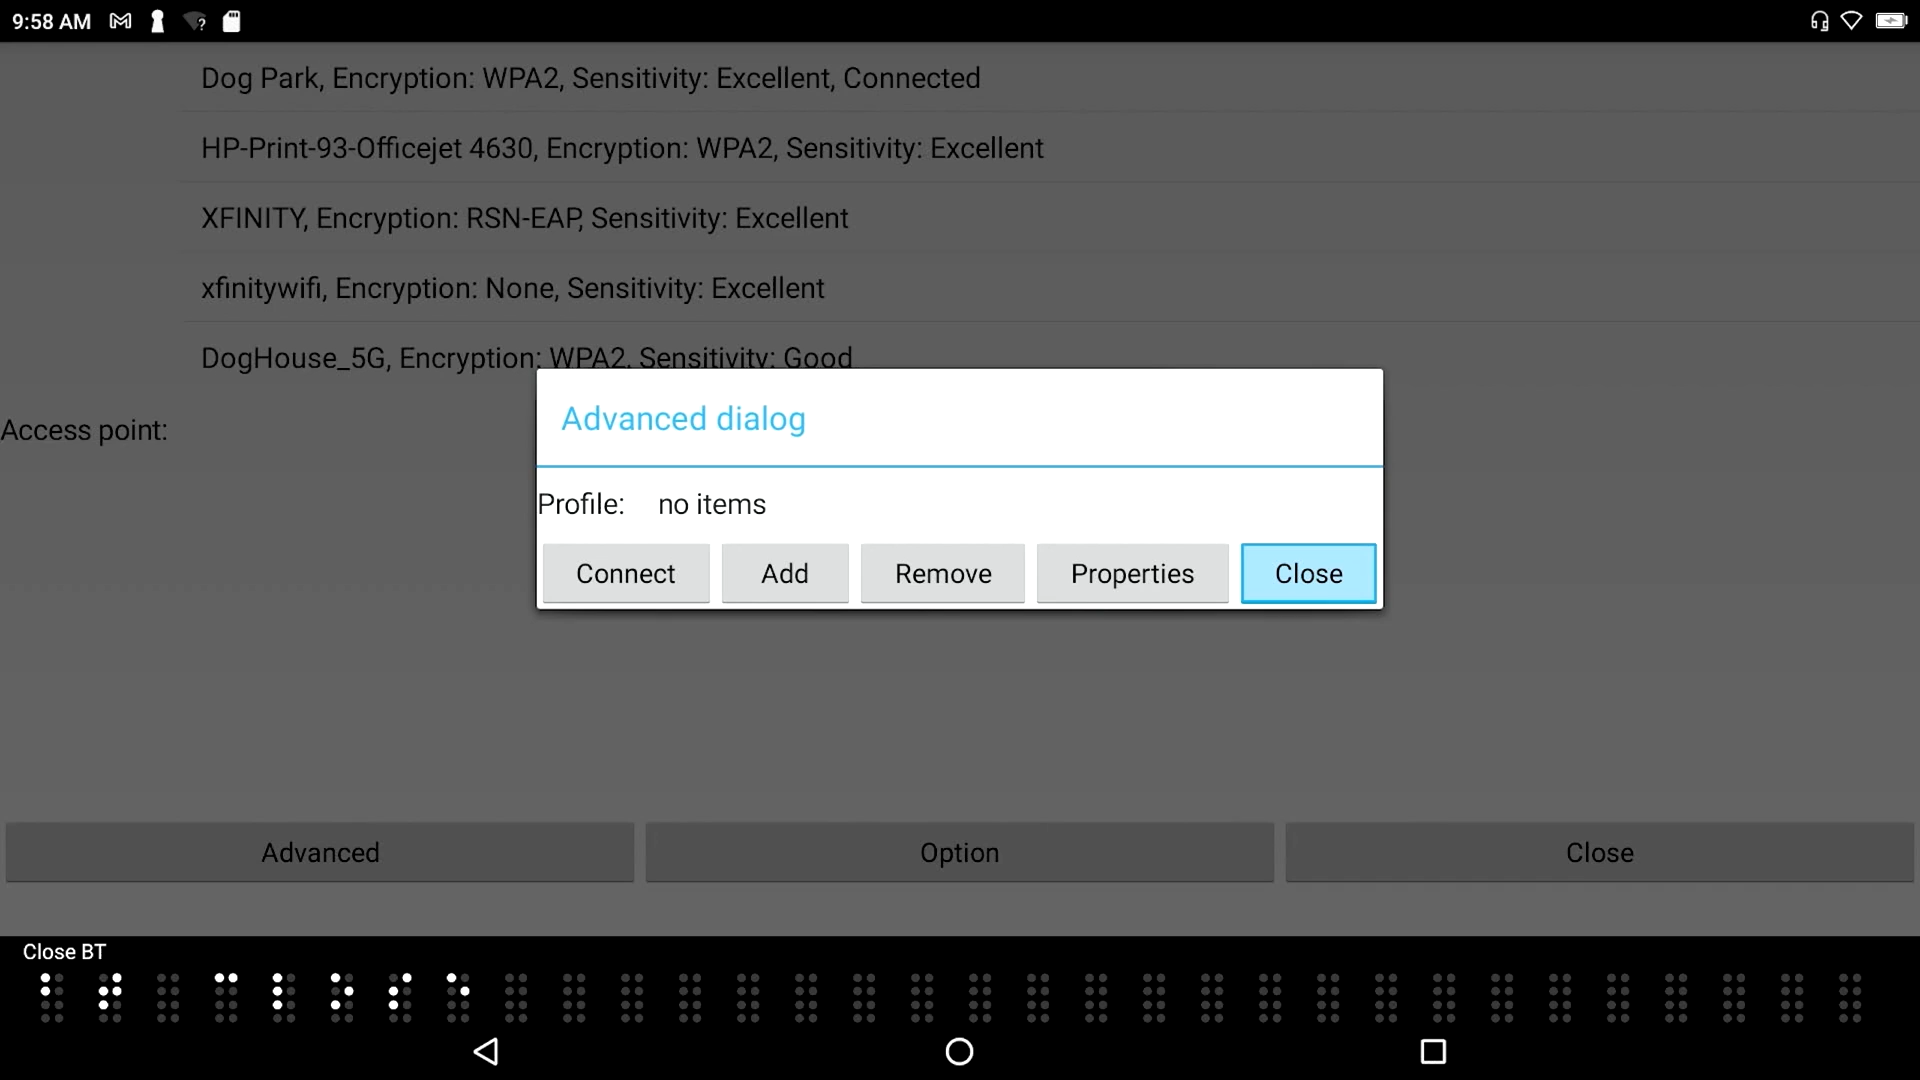 9:58 AM
Dog Park, Encryption: WPA2, Sensitivity: Excellent, Connected
HP-Print-93-Officejet 4630, Encryption: WPA2, Sensitivity: Excellent
XFINITY, Encryption: RSN-EAP, Sensitivity: Excellent
xfinitywifi, Encryption: None, Sensitivity: Excellent
DogHouse_5G, Encryption: WPA2, Sensitivity: Good
Access point:
Advanced dialog
Profile: no items
Connect Add Remove Properties Close
Advanced Option Close
Close BT